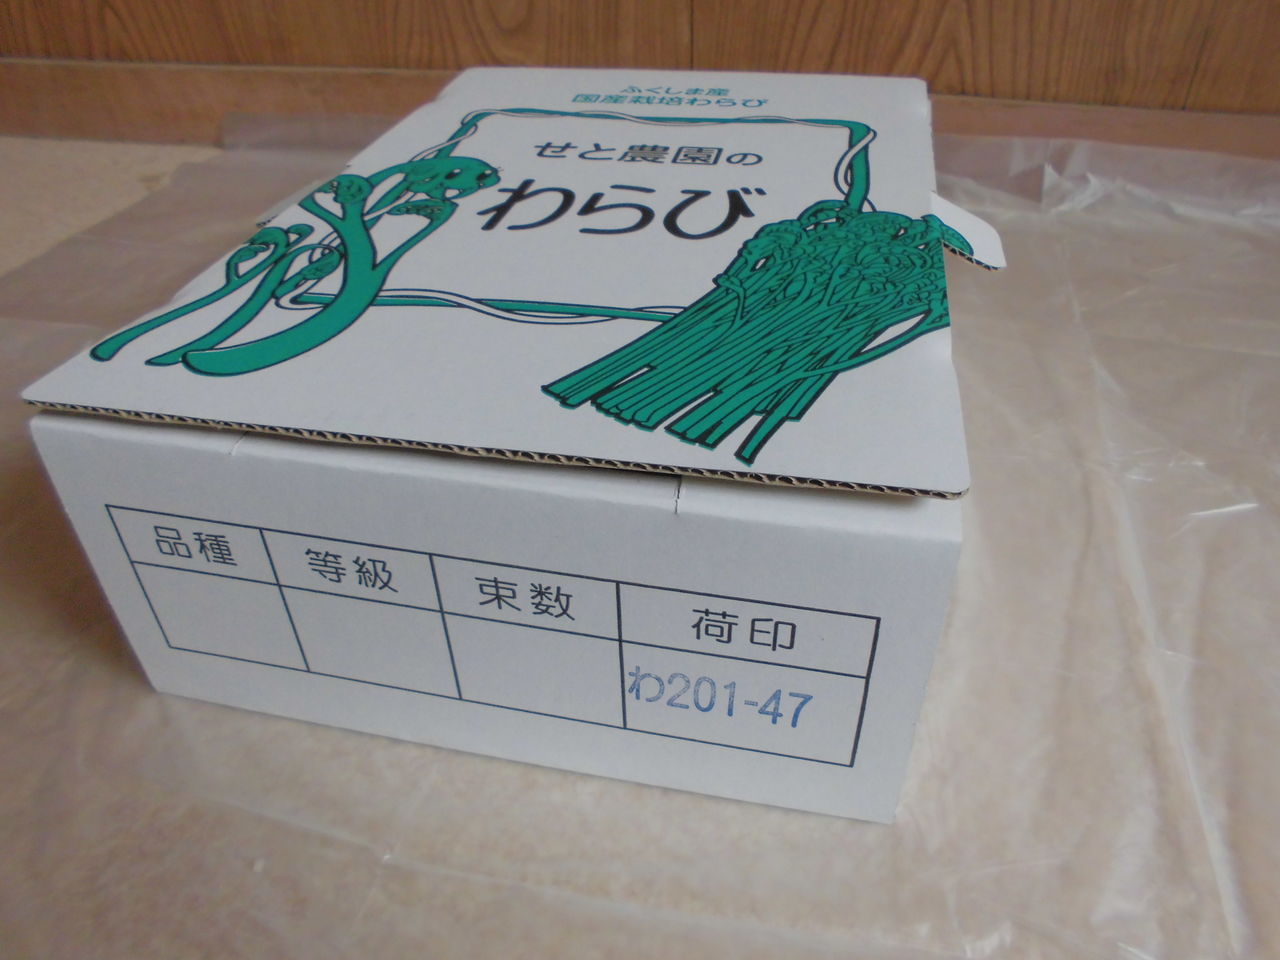 ふくしま産
国産栽培わらび
せと農園の
わらび
品種 等級 束数 荷印
わ201-47